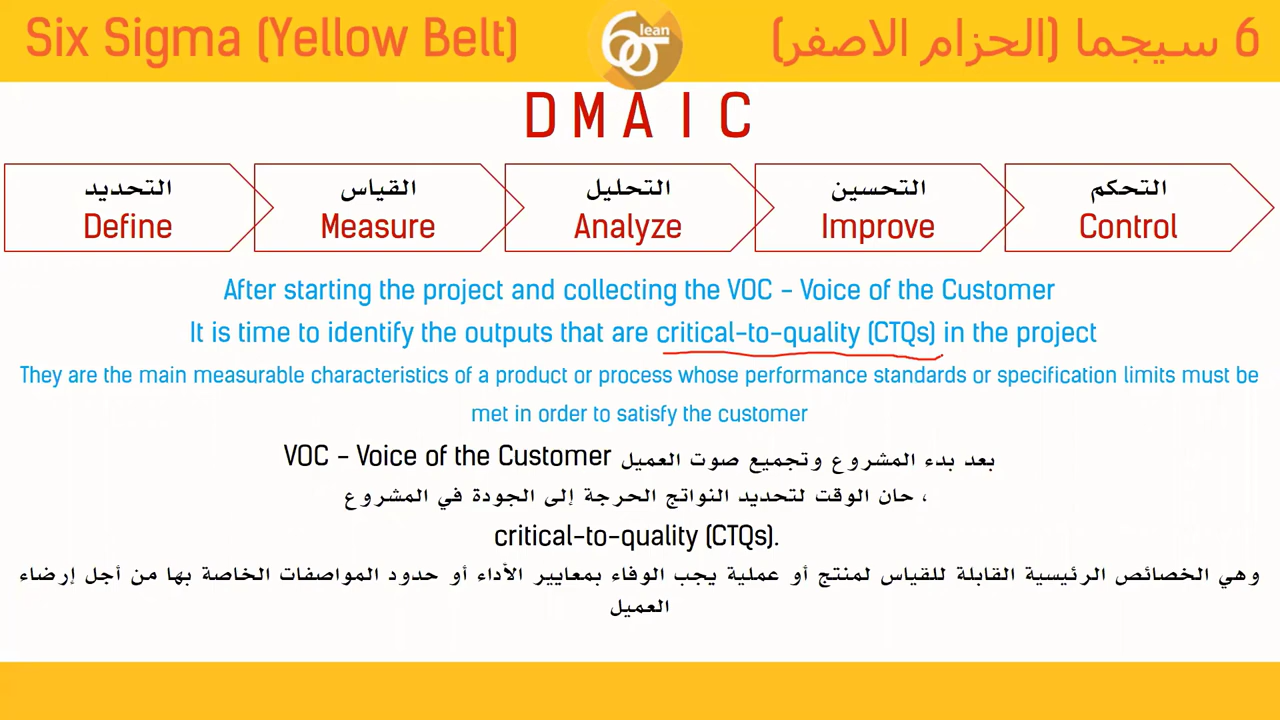 Six Sigma (Yellow Belt)
lean
6σ
6 سيجما (الحزام الاصفر)
DMAIC
التحديد
Define
القياس
Measure
التحليل
Analyze
التحسين
Improve
التحكم
Control
After starting the project and collecting the VOC - Voice of the Customer
It is time to identify the outputs that are critical-to-quality (CTQs) in the project
They are the main measurable characteristics of a product or process whose performance standards or specification limits must be
met in order to satisfy the customer
بعد بدء المشروع وتجميع صوت العميل VOC - Voice of the Customer
، حان الوقت لتحديد النواتج الحرجة إلى الجودة في المشروع
critical-to-quality (CTQs).
وهي الخصائص الرئيسية القابلة للقياس لمنتج أو عملية يجب الوفاء بمعايير الآداء أو حدود المواصفات الخاصة بها من أجل إرضاء
العميل